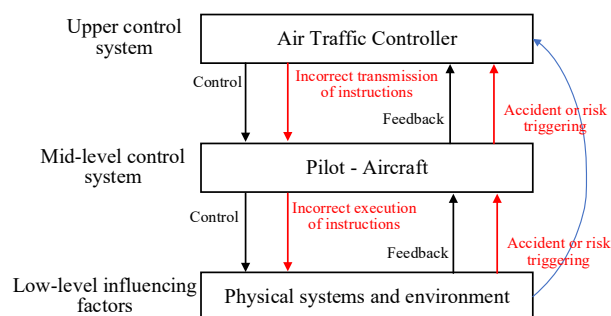 Upper control
system
Air Traffic Controller
Control
Incorrect transmission
of instructions
Feedback
Accident or risk
triggering
Mid-level control
system
Pilot - Aircraft
Control
Incorrect execution
of instructions
Feedback
Accident or risk
triggering
Low-level influencing
factors
Physical systems and environment